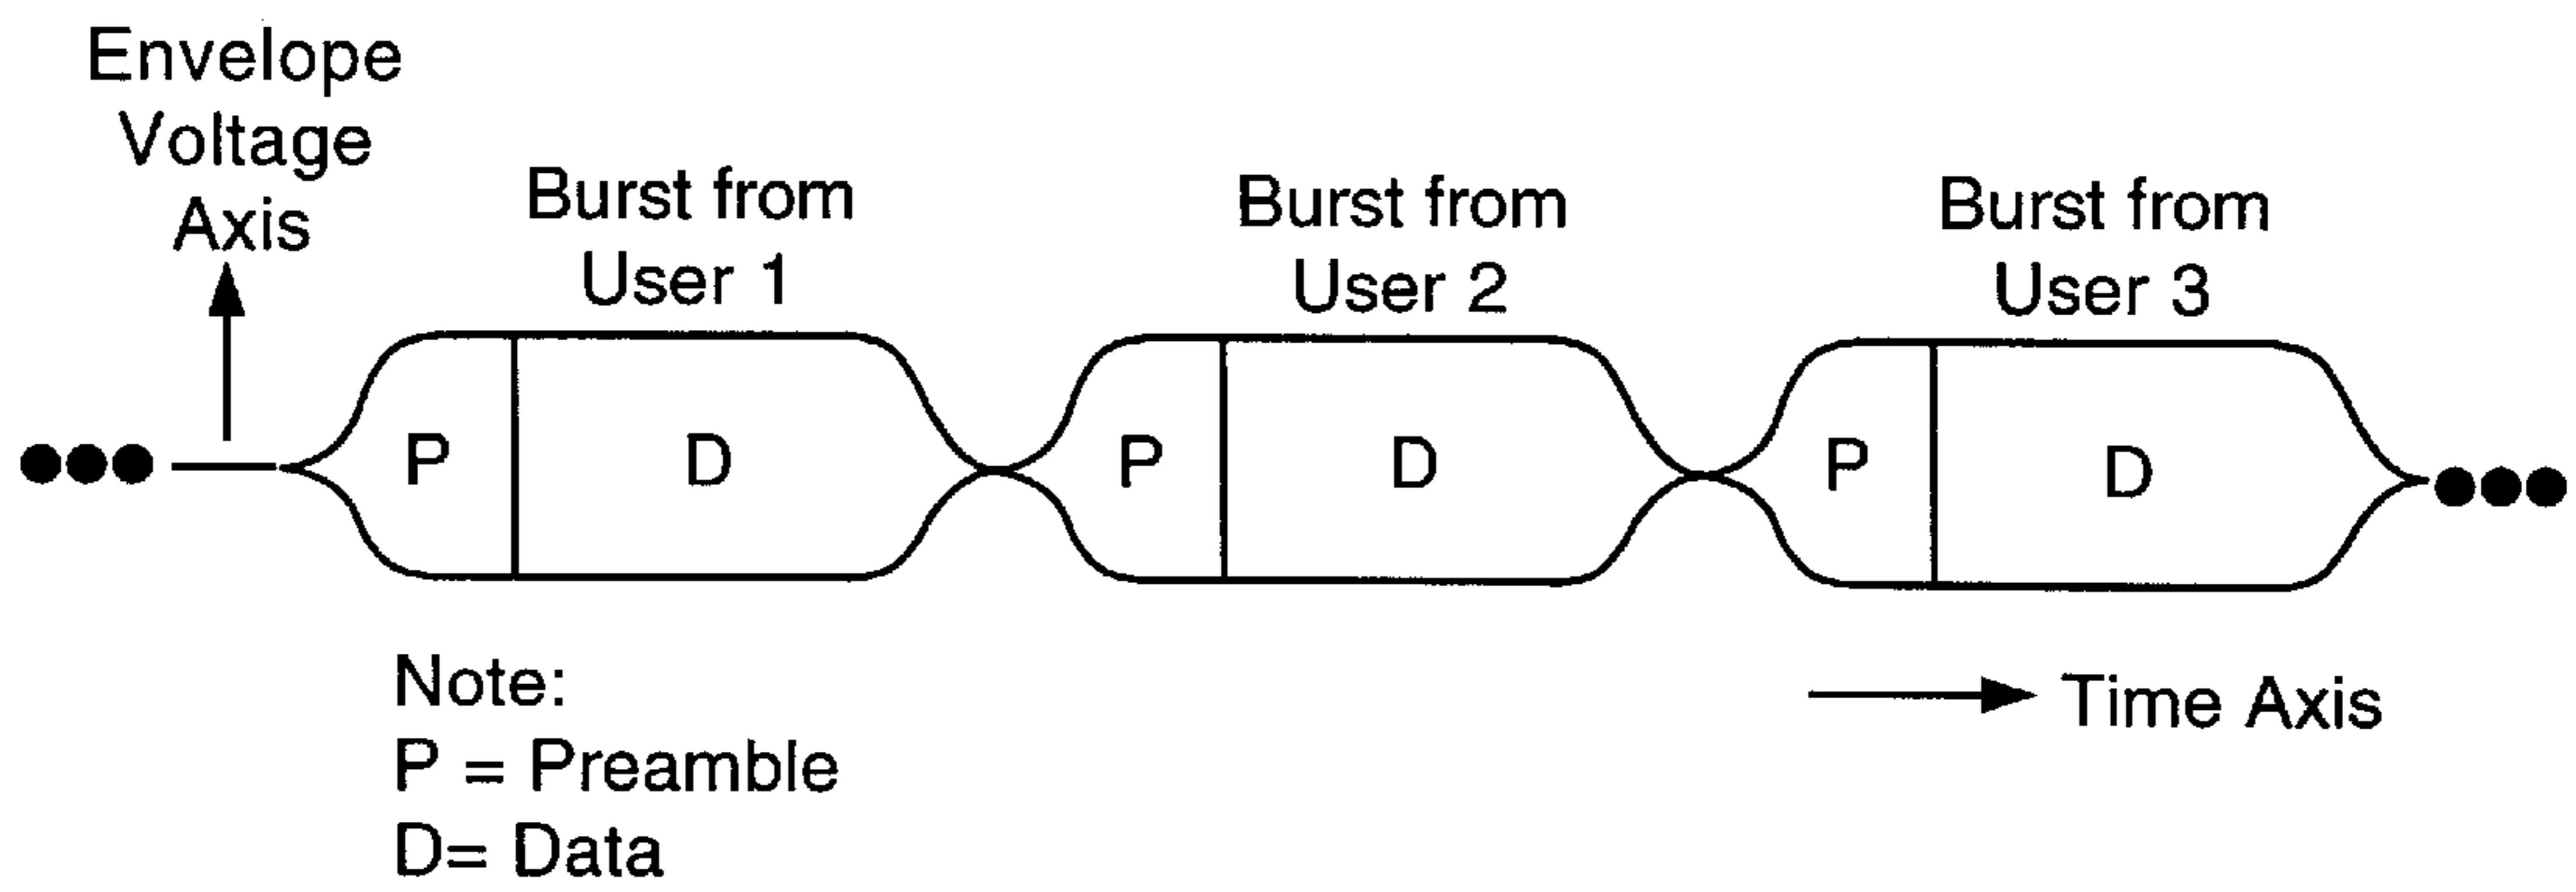 Envelope
Voltage
Axis
Burst from
User 1
Burst from
User 2
Burst from
User 3
P
D
P
D
P
D
Note:
P = Preamble
D= Data
Time Axis